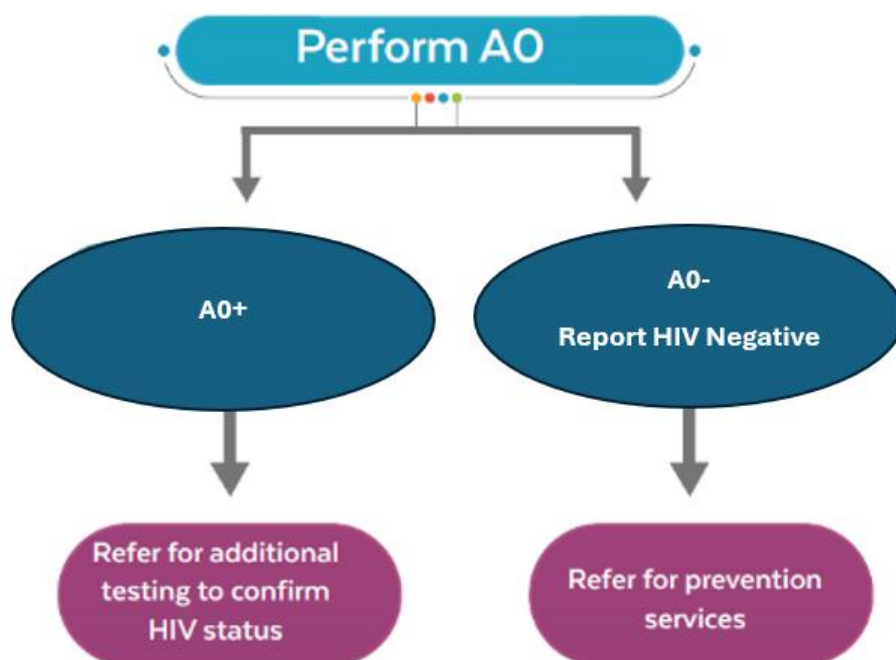 Perform A0
A0+
A0-
Report HIV Negative
Refer for additional
testing to confirm
HIV status
Refer for prevention
services